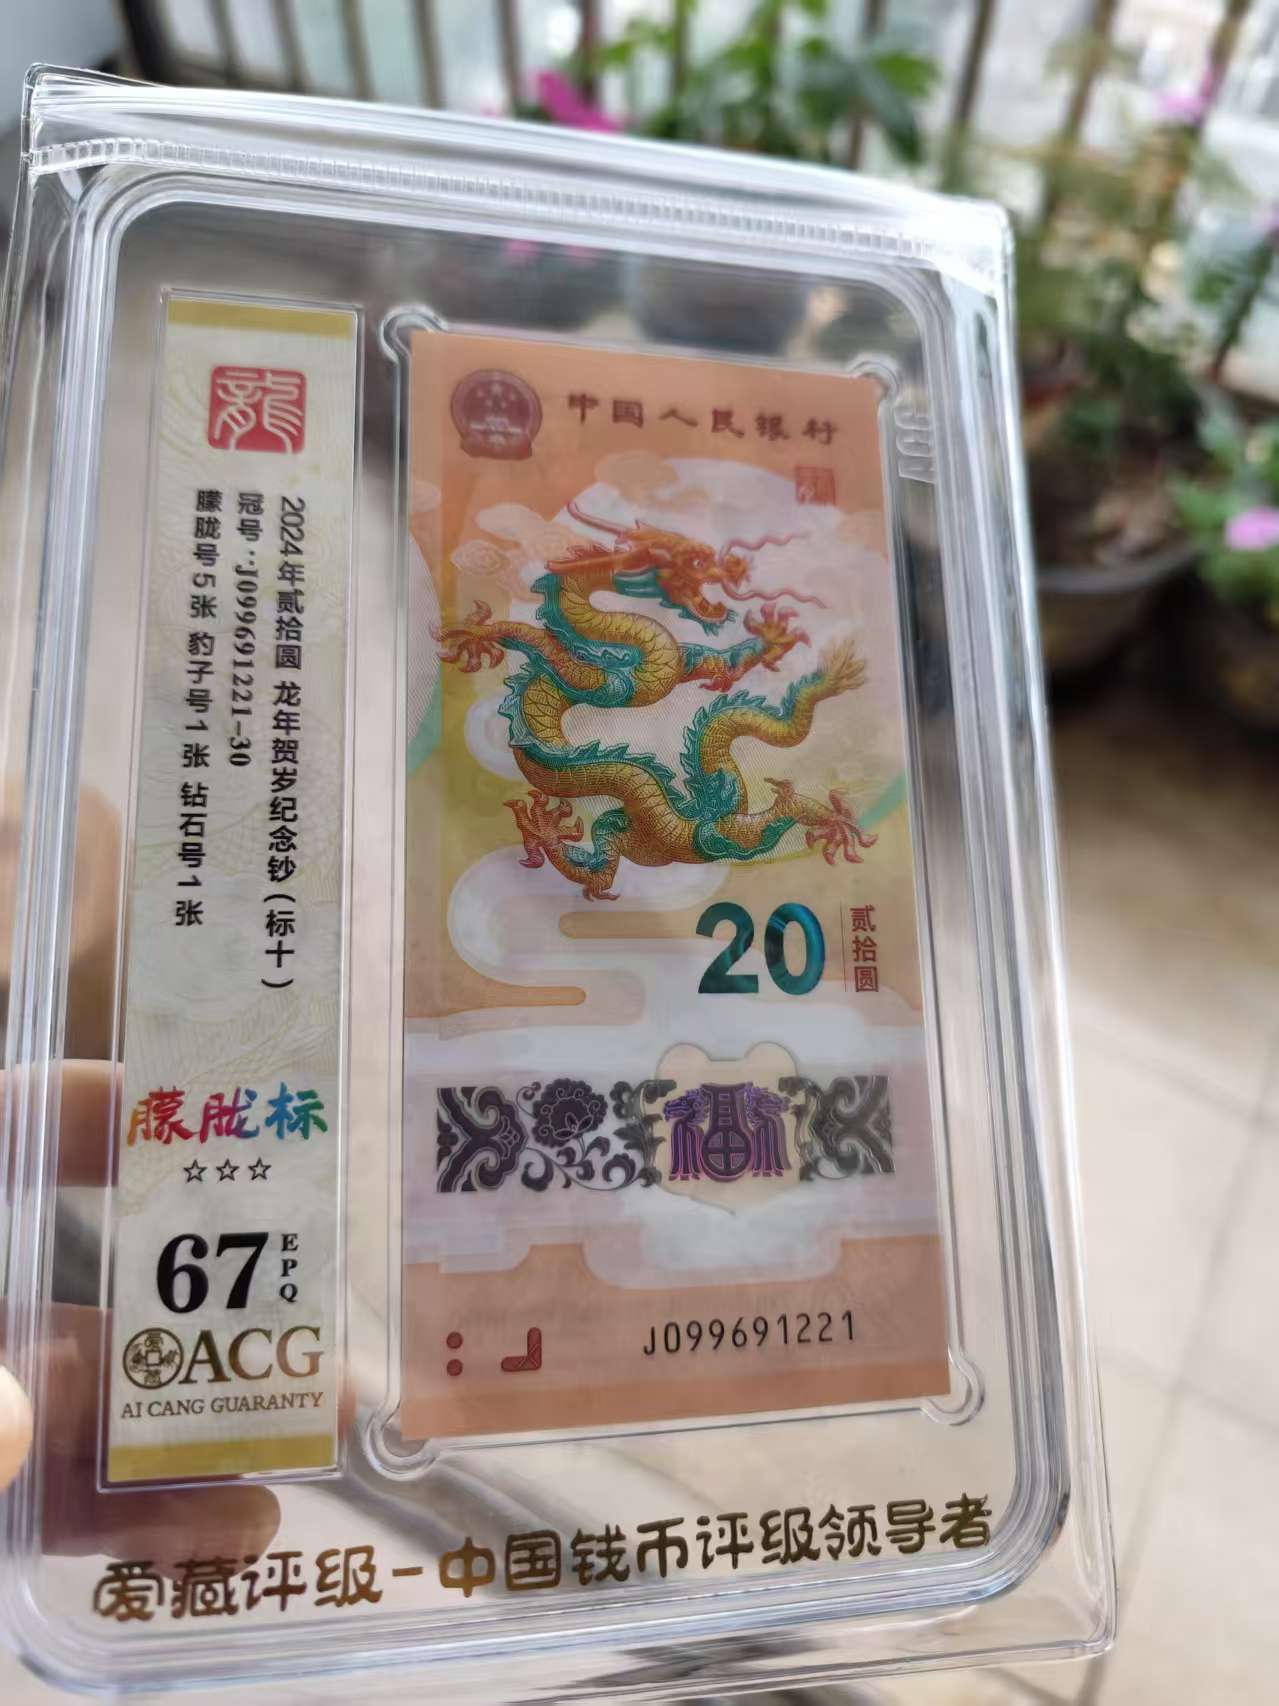 龍
2024年贰拾圆 龙年贺岁纪念钞(标十)
冠号:J099691221-30
朦胧号5张 豹子号1张 钻石号1张
朦胧标
☆☆☆
67
EPQ
ACG
AI CANG GUARANTY
中国人民银行
20
贰拾圆
福
J099691221
爱藏评级-中国钱币评级领导者